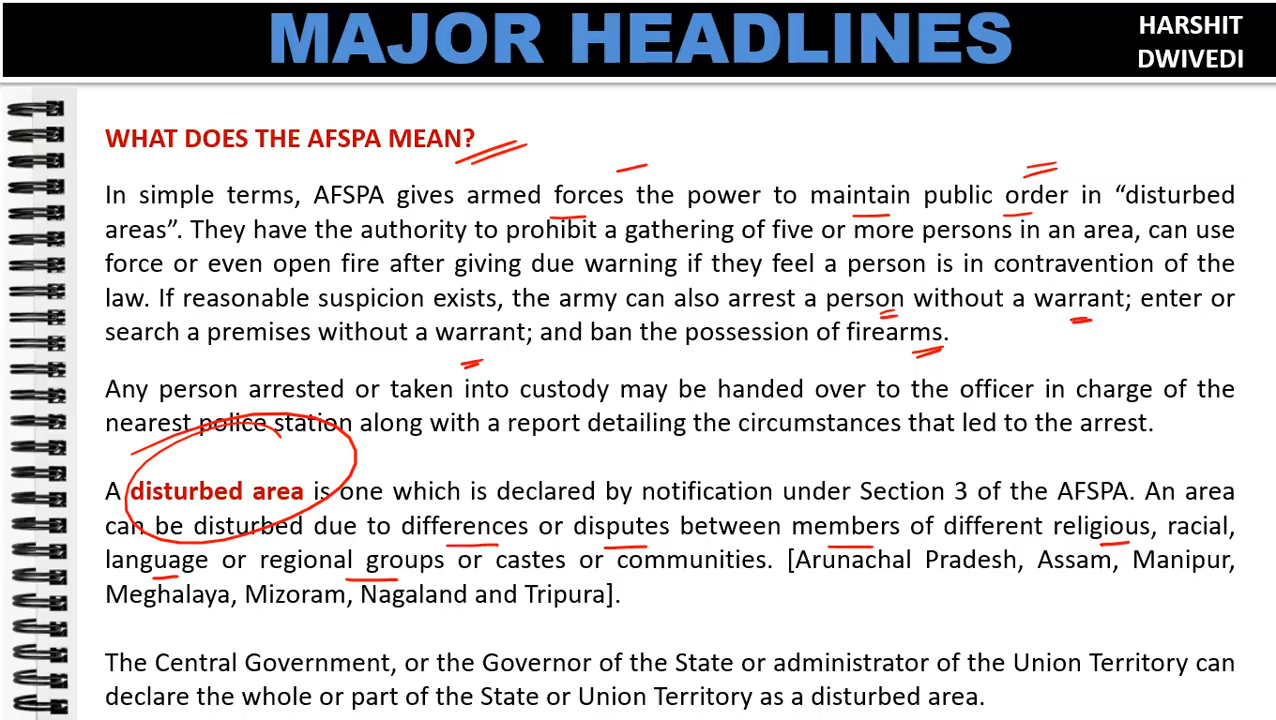 MAJOR HEADLINES
HARSHIT
DWIVEDI
WHAT DOES THE AFSPA MEAN?
In simple terms, AFSPA gives armed forces the power to maintain public order in “disturbed
areas”. They have the authority to prohibit a gathering of five or more persons in an area, can use
force or even open fire after giving due warning if they feel a person is in contravention of the
law. If reasonable suspicion exists, the army can also arrest a person without a warrant; enter or
search a premises without a warrant; and ban the possession of firearms.
Any person arrested or taken into custody may be handed over to the officer in charge of the
nearest police station along with a report detailing the circumstances that led to the arrest.
A disturbed area is one which is declared by notification under Section 3 of the AFSPA. An area
can be disturbed due to differences or disputes between members of different religious, racial,
language or regional groups or castes or communities. [Arunachal Pradesh, Assam, Manipur,
Meghalaya, Mizoram, Nagaland and Tripura].
The Central Government, or the Governor of the State or administrator of the Union Territory can
declare the whole or part of the State or Union Territory as a disturbed area.